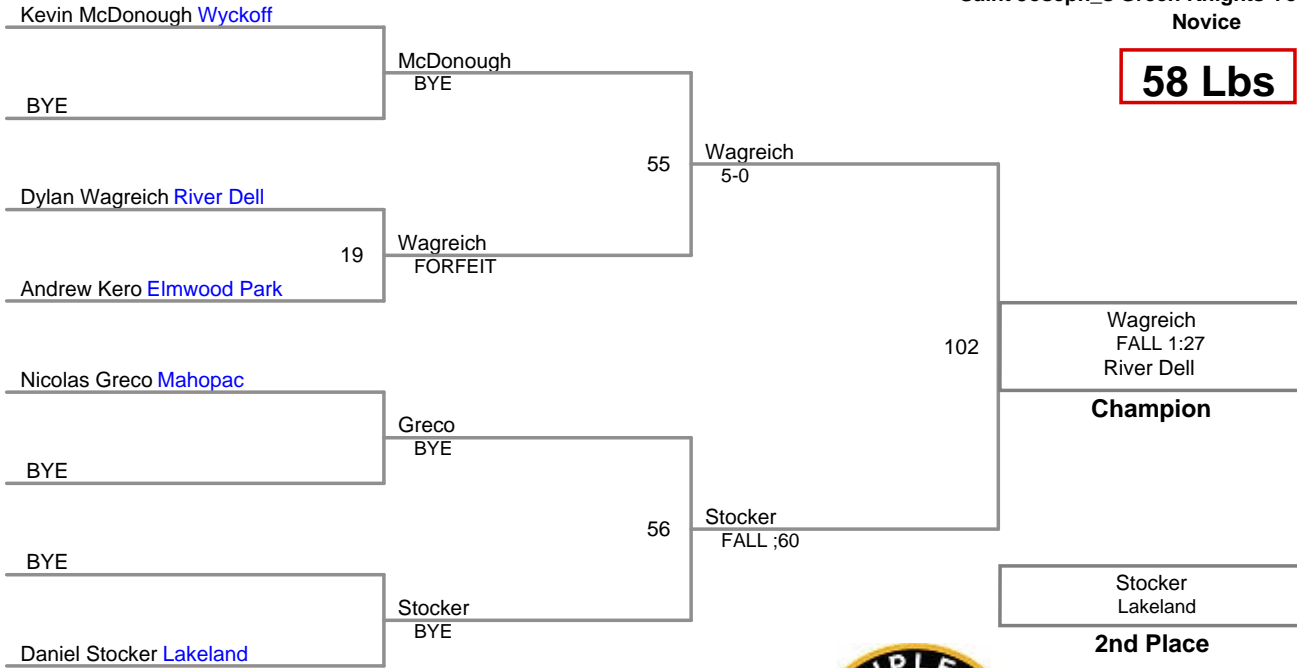 Novice
58 Lbs
Kevin McDonough Wyckoff
McDonough
BYE
BYE
55
Wagreich
5-0
Dylan Wagreich River Dell
19
Wagreich
FORFEIT
Andrew Kero Elmwood Park
102
Wagreich
FALL 1:27
River Dell
Champion
Nicolas Greco Mahopac
Greco
BYE
BYE
56
Stocker
FALL ;60
BYE
Stocker
BYE
Daniel Stocker Lakeland
Stocker
Lakeland
2nd Place